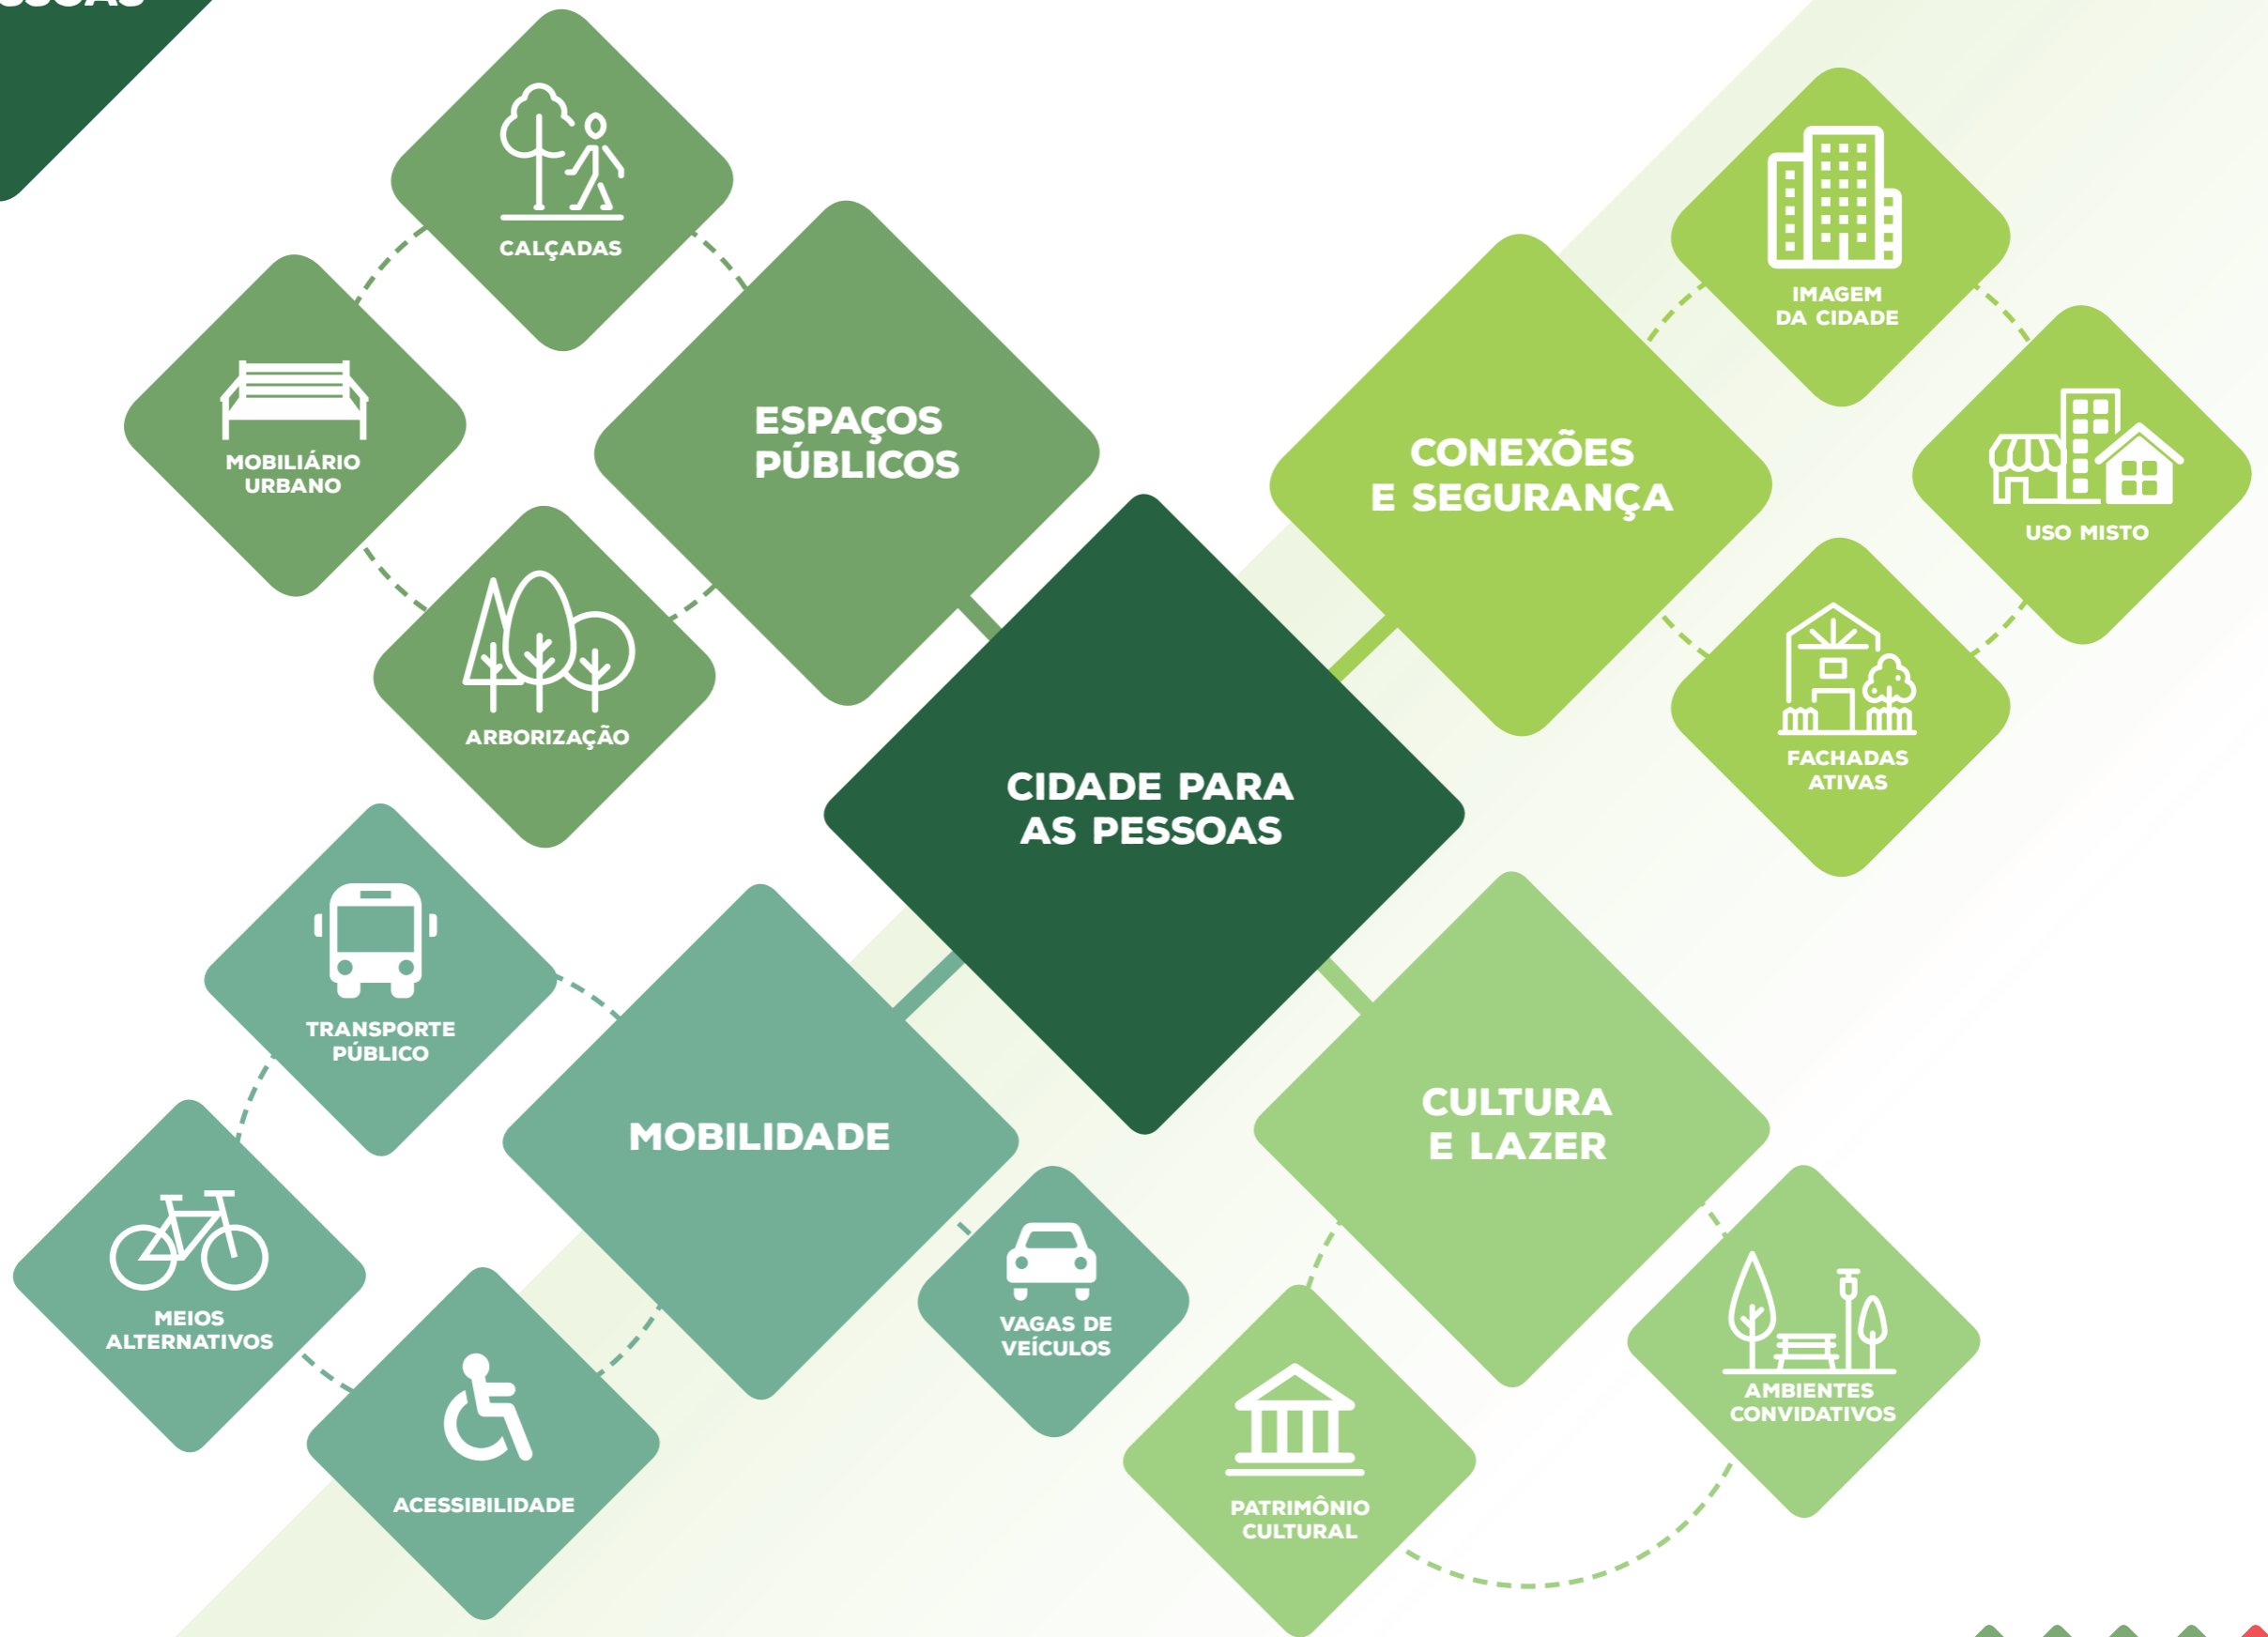 CALÇADAS
MOBILIÁRIO
URBANO
ARBORIZAÇÃO
ESPAÇOS
PÚBLICOS
CONEXÕES
E SEGURANÇA
IMAGEM
DA CIDADE
USO MISTO
FACHADAS
ATIVAS
CIDADE PARA
AS PESSOAS
TRANSPORTE
PÚBLICO
MOBILIDADE
MEIOS
ALTERNATIVOS
ACESSIBILIDADE
VAGAS DE
VEÍCULOS
CULTURA
E LAZER
PATRIMÔNIO
CULTURAL
AMBIENTES
CONVIDATIVOS